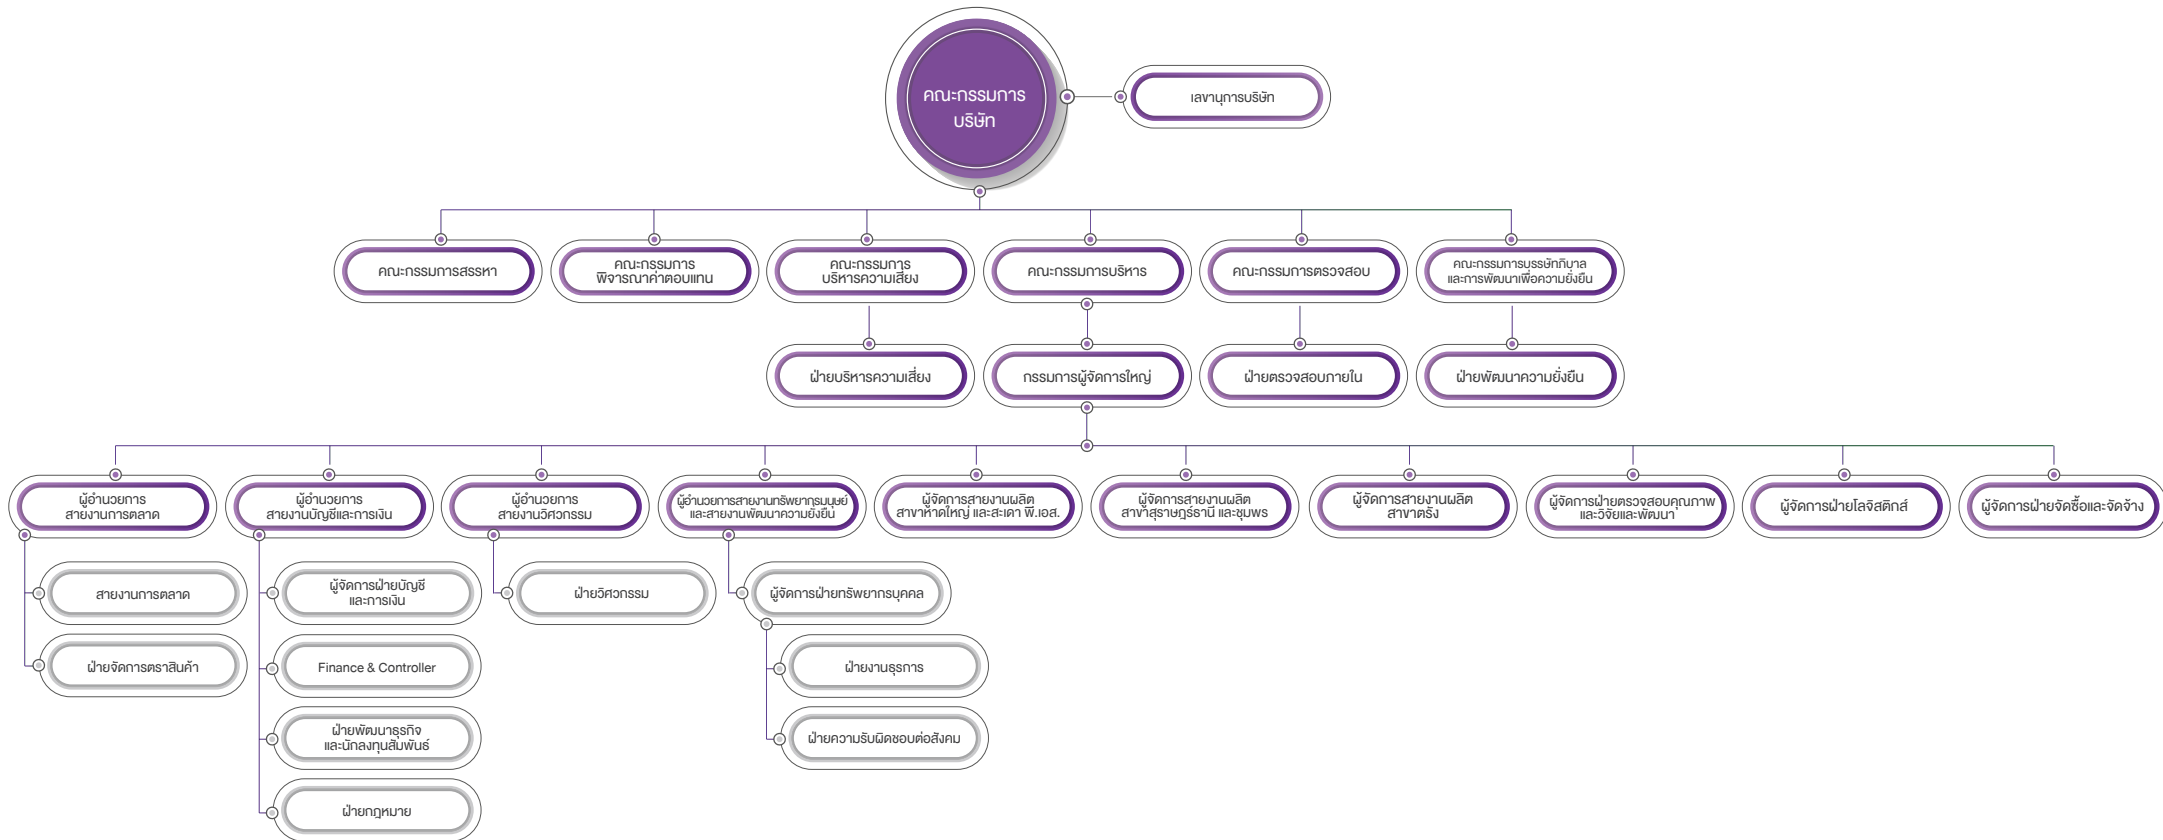 คณะกรรมการ
บริษัท
เลขานุการบริษัท
คณะกรรมการสรรหา
คณะกรรมการ
พิจารณาค่าตอบแทน
คณะกรรมการ
บริหารความเสี่ยง
คณะกรรมการบริหาร
คณะกรรมการตรวจสอบ
คณะกรรมการบรรษัทภิบาล
และการพัฒนาเพื่อความยั่งยืน
ฝ่ายบริหารความเสี่ยง
กรรมการผู้จัดการใหญ่
ฝ่ายตรวจสอบภายใน
ฝ่ายพัฒนาความยั่งยืน
ผู้อำนวยการ
สายงานการตลาด
ผู้อำนวยการ
สายงานบัญชีและการเงิน
ผู้อำนวยการ
สายงานวิศวกรรม
ผู้อำนวยการสายงานทรัพยากรมนุษย์
และสายงานพัฒนาความยั่งยืน
ผู้จัดการสายงานผลิต
สาขาหาดใหญ่ และสะเดา พี.เอส.
ผู้จัดการสายงานผลิต
สาขาสุราษฎร์ธานี และชุมพร
ผู้จัดการสายงานผลิต
สาขาตรัง
ผู้จัดการฝ่ายตรวจสอบคุณภาพ
และวิจัยและพัฒนา
ผู้จัดการฝ่ายโลจิสติกส์
ผู้จัดการฝ่ายจัดซื้อและจัดจ้าง
สายงานการตลาด
ผู้จัดการฝ่ายบัญชี
และการเงิน
ฝ่ายวิศวกรรม
ผู้จัดการฝ่ายทรัพยากรบุคคล
ฝ่ายจัดการตราสินค้า
Finance & Controller
ฝ่ายงานธุรการ
ฝ่ายพัฒนาธุรกิจ
และนักลงทุนสัมพันธ์
ฝ่ายความรับผิดชอบต่อสังคม
ฝ่ายกฎหมาย